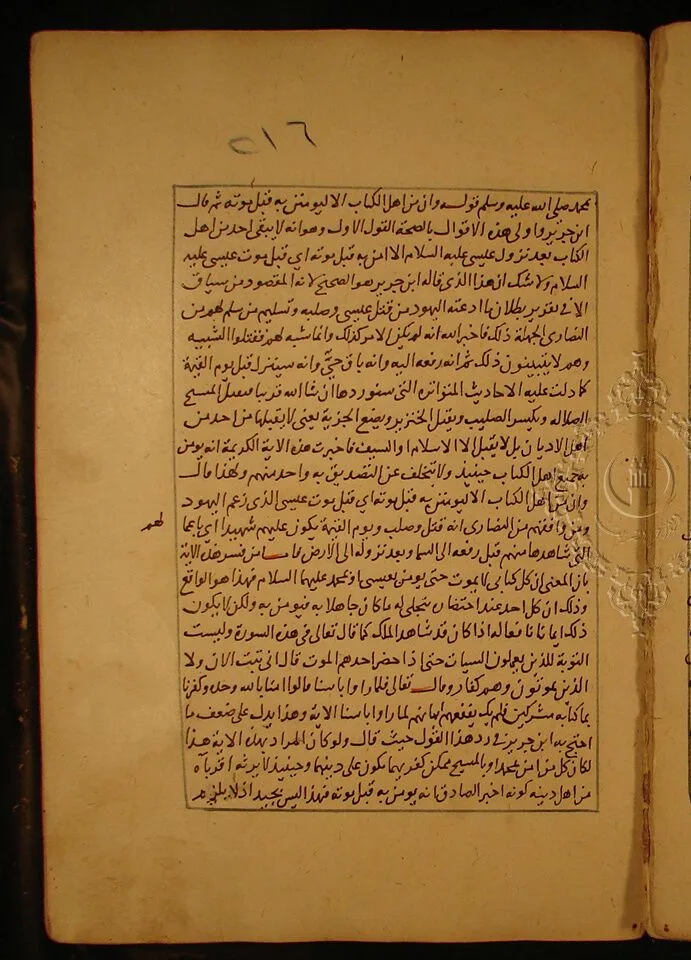 ٢١٦
محمد صلى الله عليه وسلم قوله وان من اهل الكتاب الا ليومنن به قبل موته ثم قال
ابن جرير واولى هذه الاقوال بالصحة القول الاول وهو انه لا يبقى احد من اهل
الكتاب بعد نزول عيسى عليه السلام الا امن به قبل موته اي قبل موت عيسى عليه
السلام ولا شك ان هذا الذي قاله ابن جرير هو الصحيح لانه المقصود من سياق
الاي في تقرير بطلان ما ادعته اليهود من قتل عيسى وصلبه وتسليم من سلم لهم من
النصارى الجهلة ذلك فاخبر الله انه لم يكن الامر كذلك وانما شبه لهم فقتلوا الشبيه
وهم لا يتبينون ذلك ثم انه رفعه اليه وانه باق حي وانه سينزل قبل يوم القيمة
كما دلت عليه الاحاديث المتواترة التي سنوردها ان شا الله قريبا فيقتل المسيح
الضلاله ويكسر الصليب ويقتل الخنزير ويضع الجزية يعني لا يقبلها من احد من
اهل الاديان بل لا يقبل الا الاسلام او السيف فاخبرت هذه الاية الكريمة انه يومن
به جميع اهل الكتاب حينيذ ولا يتخلف عن التصديق به واحد منهم ولهذا قال
وان من اهل الكتاب الا ليومنن به قبل موته اي قبل موت عيسى الذي زعم اليهود
ومن وافقهم من النصارى انه قتل وصلب ويوم القيمة يكون عليهم شهيدا اي باعما
لهم
التي شاهدها منهم قبل رفعه الى السما وبعد نزوله الى الارض فاما من فسر هذه الاية
بان المعنى ان كل كتابي لا يموت حتى يومن بعيسى او بمحمد عليهما السلام فهذا هو الواقع
وذلك ان كل احد عند احتضاره يتجلى له ما كان جاهلا به فيومن به ولكن لا يكون
ذلك ايمانا نافعا له اذا كان قد شاهد الملك كما قال تعالى في هذه السورة وليست
التوبة للذين يعملون السيات حتى اذا حضر احدهم الموت قال اني تبت الان ولا
الذين يموتون وهم كفار وقال تعالى فلما راوا باسنا قالوا امنا بالله وحده وكفرنا
بما كنا به مشركين فلم يك ينفعهم ايمانهم لما راوا باسنا الاية وهذا يدل على ضعف ما
احتج به ابن جرير في رد هذا القول حيث قال ولو كان المراد بهذه الاية هذا
لكان كل من امن بمحمد او بالمسيح ممن كفر بهما يكون على دينهما وحينيذ لا يرثه اقرباه
من اهل دينه كونه اخبر الصادق انه يومن به قبل موته فهذا ليس بجيد اذ لا يلزم